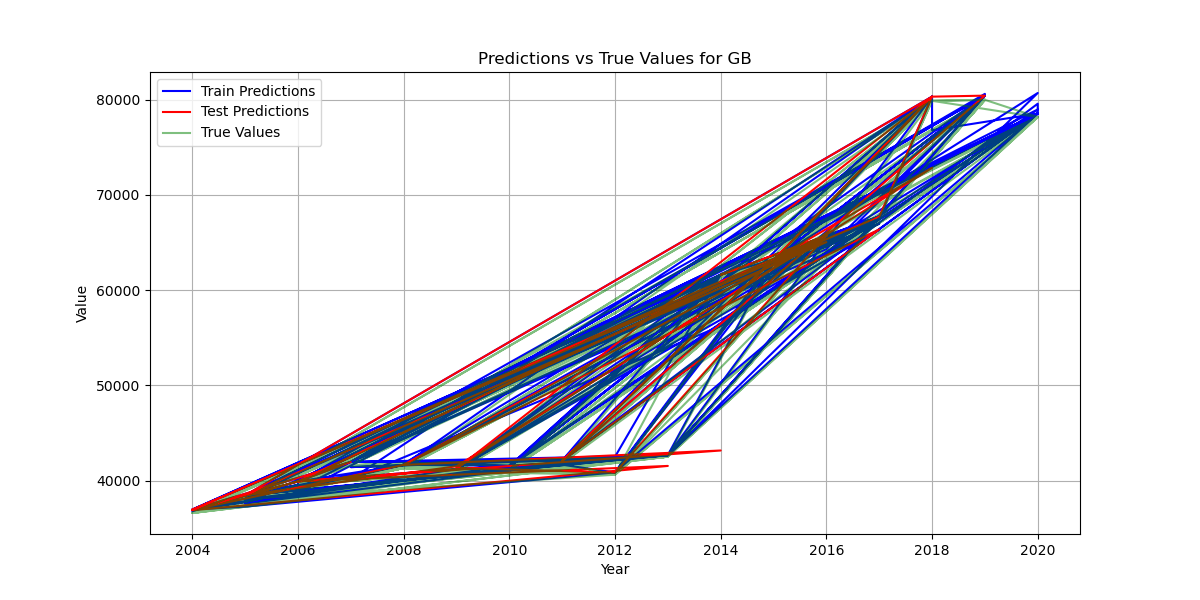 Predictions vs True Values for GB
Train Predictions
Test Predictions
True Values
Value
80000
70000
60000
50000
40000
2004 2006 2008 2010 2012 2014 2016 2018 2020
Year